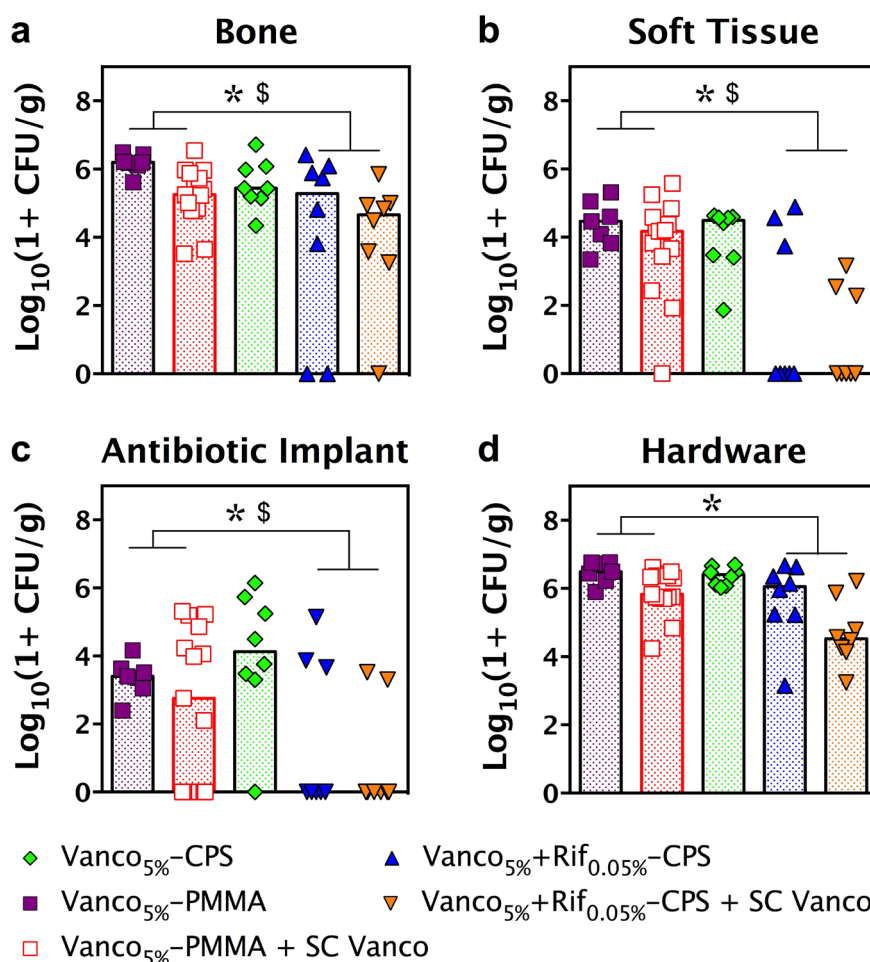 a Bone
Log10(1+ CFU/g)
8
6
4
2
0
* $
b Soft Tissue
Log10(1+ CFU/g)
8
6
4
2
0
* $
c Antibiotic Implant
Log10(1+ CFU/g)
8
6
4
2
0
* $
d Hardware
Log10(1+ CFU/g)
8
6
4
2
0
*
Vanco5%-CPS
Vanco5%+Rif0.05%-CPS
Vanco5%-PMMA
Vanco5%+Rif0.05%-CPS + SC Vanco
Vanco5%-PMMA + SC Vanco